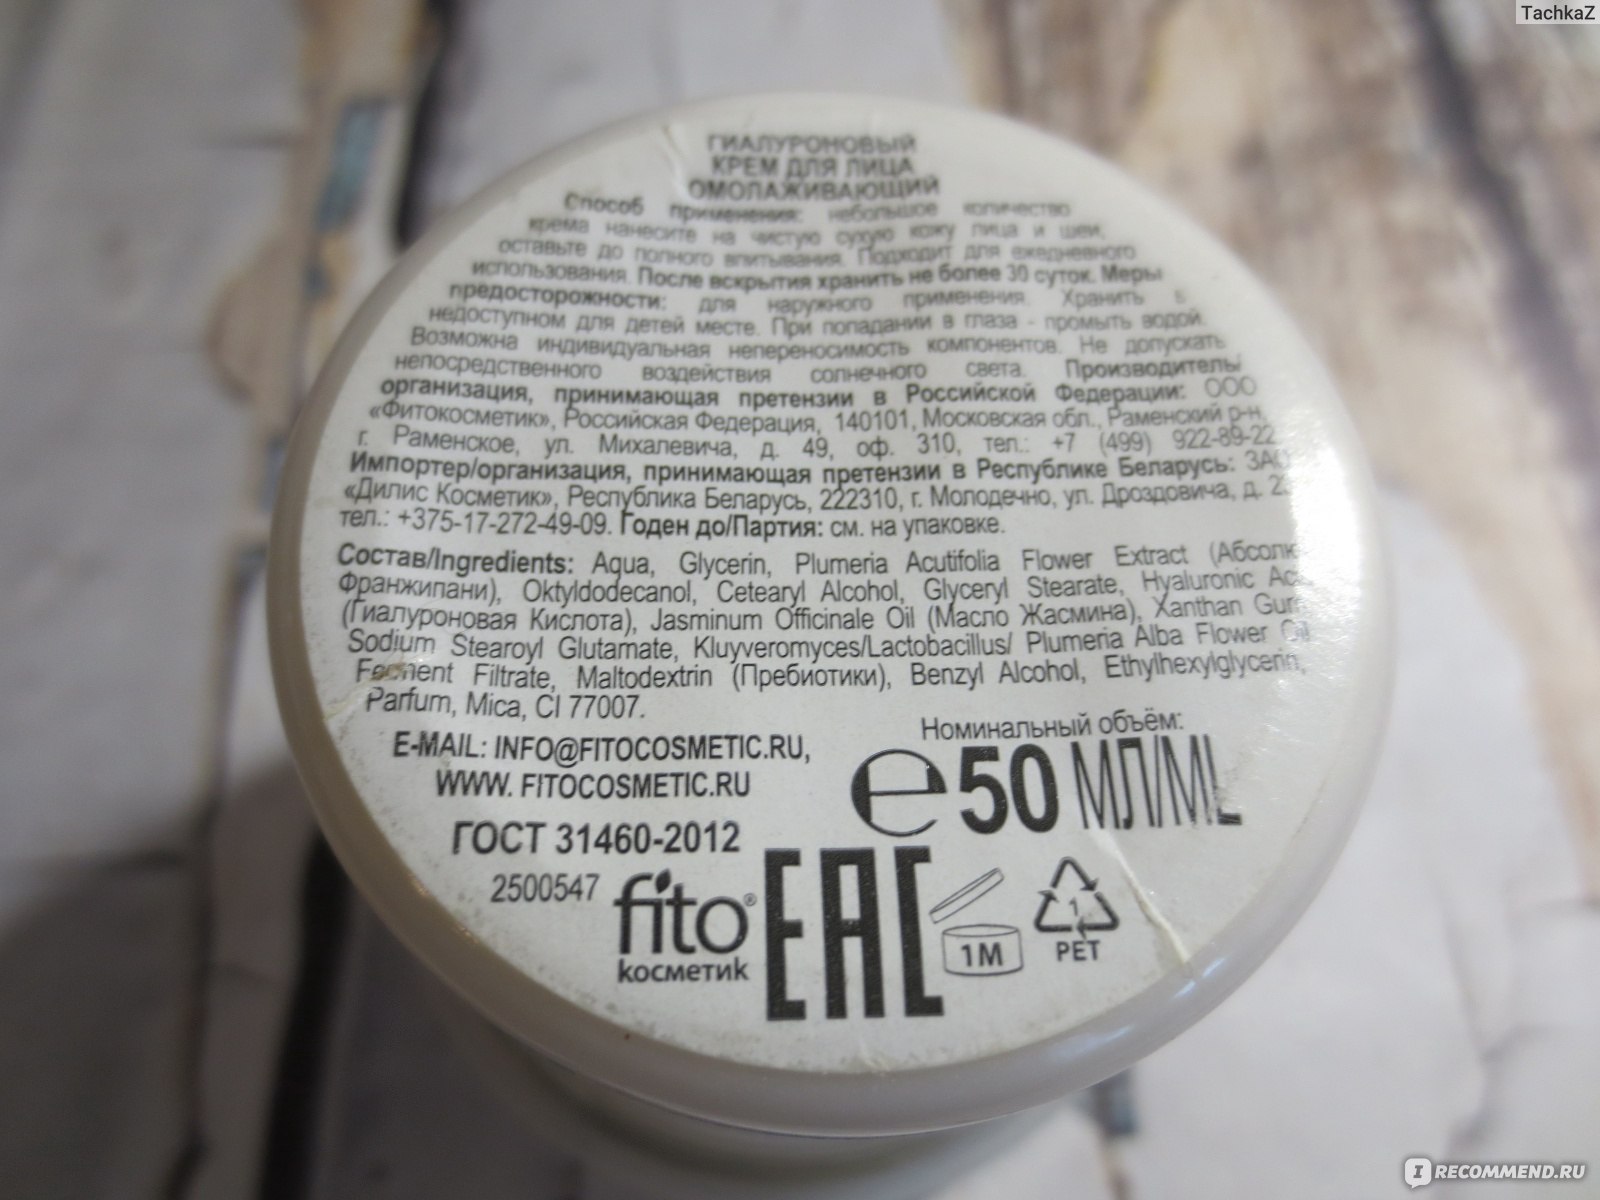 TachkaZ
ГИАЛУРОНОВЫЙ
КРЕМ ДЛЯ ЛИЦА
ОМОЛАЖИВАЮЩИЙ
Способ применения: небольшое количество
крема нанесите на чистую сухую кожу лица и шеи,
оставьте до полного впитывания. Подходит для ежедневного
использования. После вскрытия хранить не более 30 суток. Меры
предосторожности: для наружного применения. Хранить в
недоступном для детей месте. При попадании в глаза - промыть водой.
Возможна индивидуальная непереносимость компонентов. Не допускать
непосредственного воздействия солнечного света. Производитель/
организация, принимающая претензии в Российской Федерации: ООО
«Фитокосметик», Российская Федерация, 140101, Московская обл., Раменский р-н,
г. Раменское, ул. Михалевича, д. 49, оф. 310, тел.: +7 (499) 922-89-22
Импортер/организация, принимающая претензии в Республике Беларусь: ЗАО
«Дилис Косметик», Республика Беларусь, 222310, г. Молодечно, ул. Дроздовича, д.
тел.: +375-17-272-49-09. Годен до/Партия: см. на упаковке.
Состав/Ingredients: Aqua, Glycerin, Plumeria Acutifolia Flower Extract
Франжипани), Oktyldodecanol, Cetearyl Alcohol, Glyceryl Stearate, Hyaluronic
(Гиалуроновая Кислота), Jasminum Officinale Oil (Масло Жасмина), Xanthan Gum
Sodium Stearoyl Glutamate, Kluyveromyces/Lactobacillus/ Plumeria Alba Flower Oil
Ferment Filtrate, Maltodextrin (Пребиотики), Benzyl Alcohol, Ethylhexylglycerin,
Parfum, Mica, CI 77007.
Номинальный объём:
E-MAIL: INFO@FITOCOSMETIC.RU,
WWW. FITOCOSMETIC.RU
e 50 МЛ/ML
ГОСТ 31460-2012
2500547
fito®
косметик
EAC
1M
1
PET
IRECOMMEND.RU